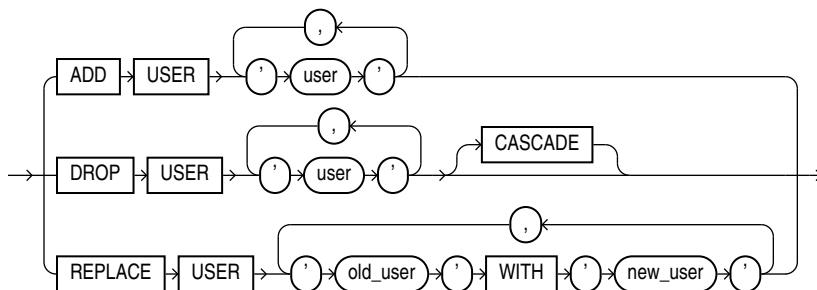 ,
ADD USER ’ user ’
,
DROP USER ’ user ’ CASCADE
,
REPLACE USER ’ old_user ’ WITH ’ new_user ’